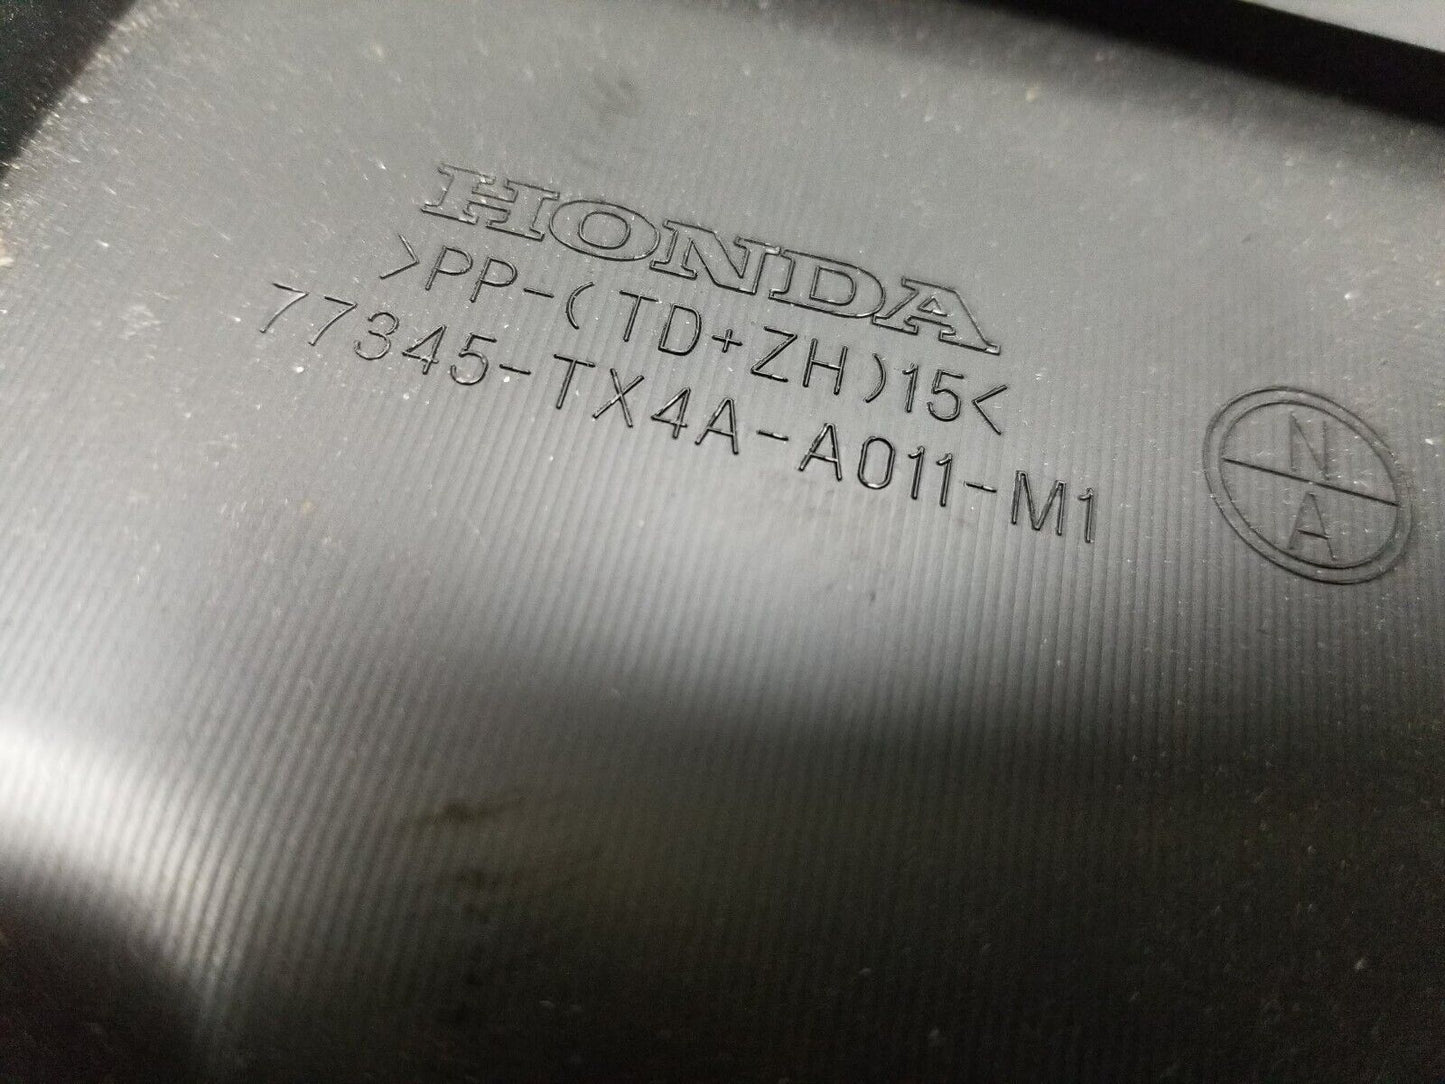 HONDA
>PP-(TD+ZH)15<
77345-TX4A-A011-M1
N
A